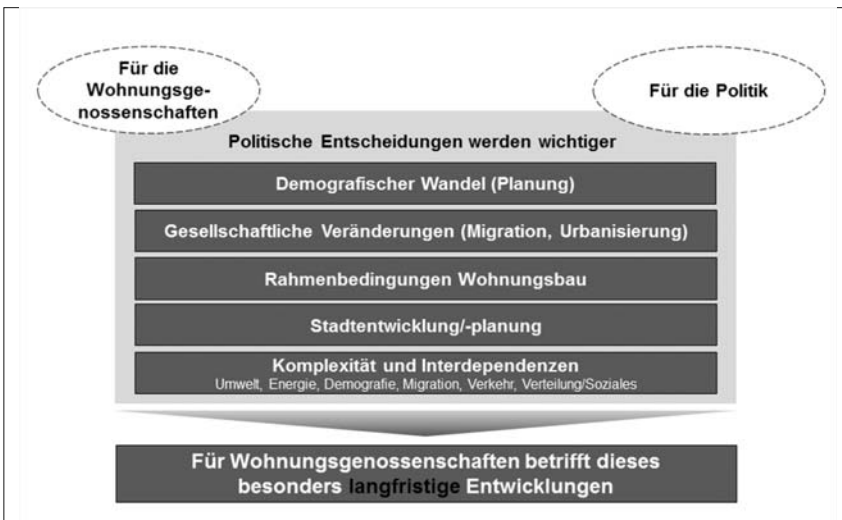 Für die
Wohnungsge-
nossenschaften
Für die Politik
Politische Entscheidungen werden wichtiger
Demografischer Wandel (Planung)
Gesellschaftliche Veränderungen (Migration, Urbanisierung)
Rahmenbedingungen Wohnungsbau
Stadtentwicklung/-planung
Komplexität und Interdependenzen
Umwelt, Energie, Demografie, Migration, Verkehr, Verteilung/Soziales
Für Wohnungsgenossenschaften betrifft dieses
besonders langfristige Entwicklungen